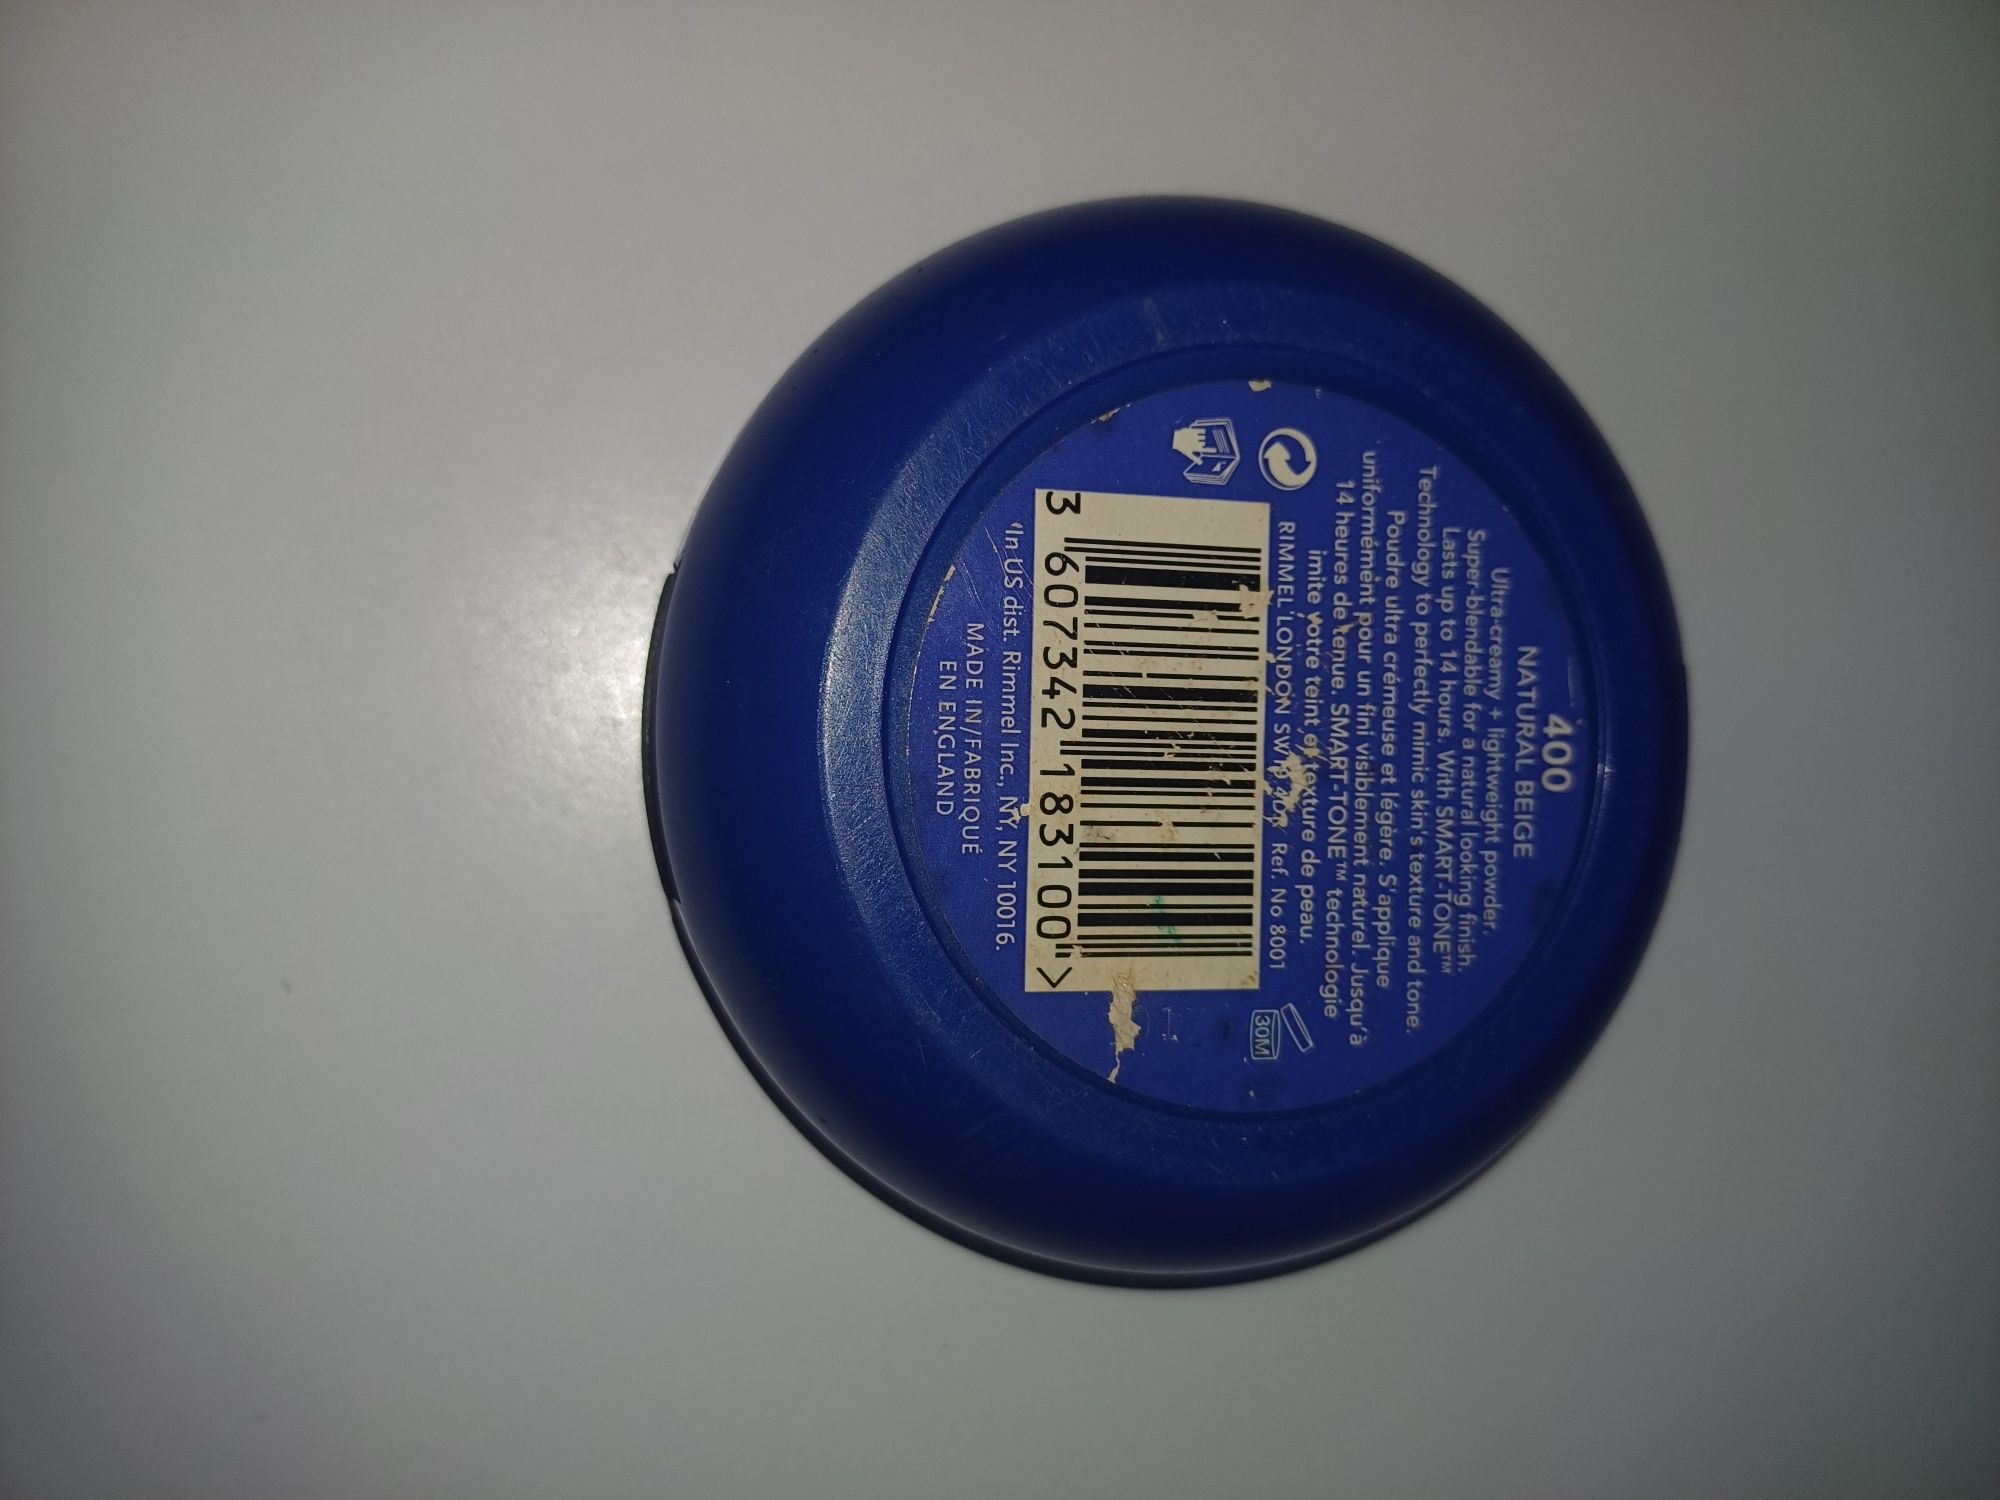 400
NATURAL BEIGE
Ultra-creamy + lightweight powder.
Super-blendable for a natural looking finish.
Lasts up to 14 hours. With SMART-TONE™
Technology to perfectly mimic skin's texture and tone.
Poudre ultra crémeuse et légère. S'applique
uniformément pour un fini visiblement naturel. Jusqu'à
14 heures de tenue. SMART-TONE™ technologie
imite votre teint et texture de peau.
RIMMEL LONDON Ref. No 8001
30M
3 607342 183100 >
*In US dist. Rimmel Inc., NY, NY 10016.
MADE IN/FABRIQUÉ
EN ENGLAND